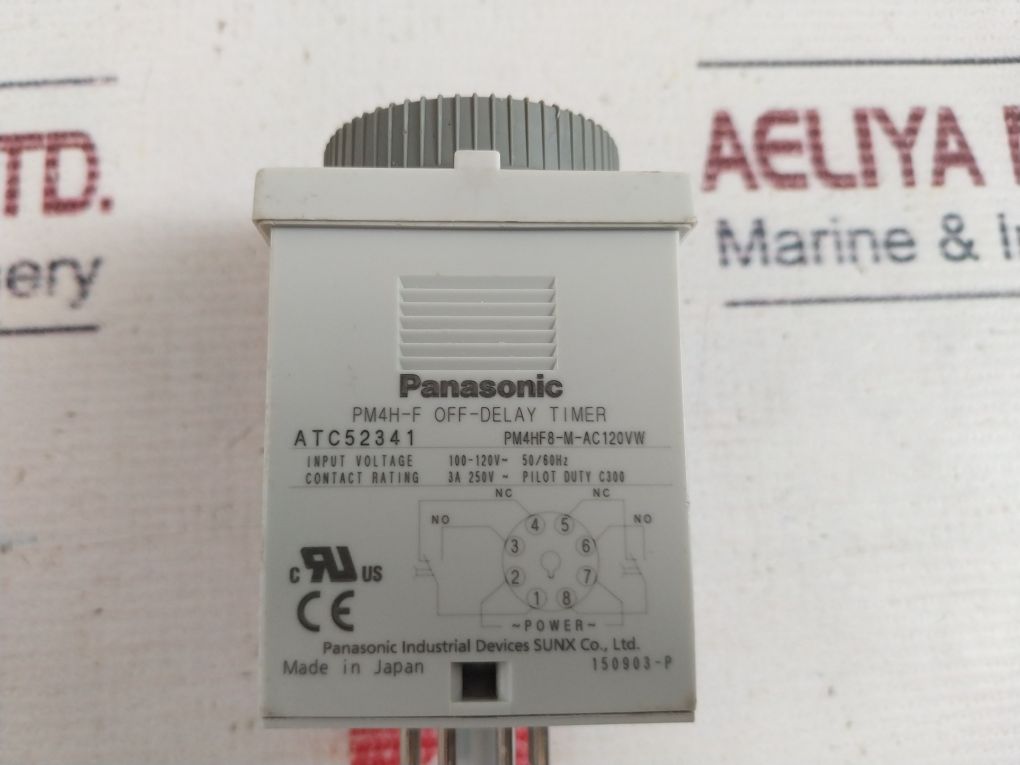 TD.
ery
AELIYA
Marine &
Panasonic
PM4H-F OFF-DELAY TIMER
ATC52341 PM4HF8-M-AC120VW
INPUT VOLTAGE 100-120V~ 50/60Hz
CONTACT RATING 3A 250V ~ PILOT DUTY C300
NC NC
NO NO
4 5
3 6
2 7
1 8
~POWER~
c RU US
CE
Panasonic Industrial Devices SUNX Co., Ltd.
Made in Japan 150903-P